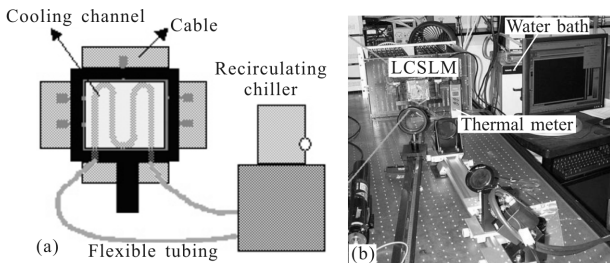 Cooling channel
Cable
Recirculating
chiller
Flexible tubing
(a)
Water bath
LCSLM
Thermal meter
(b)